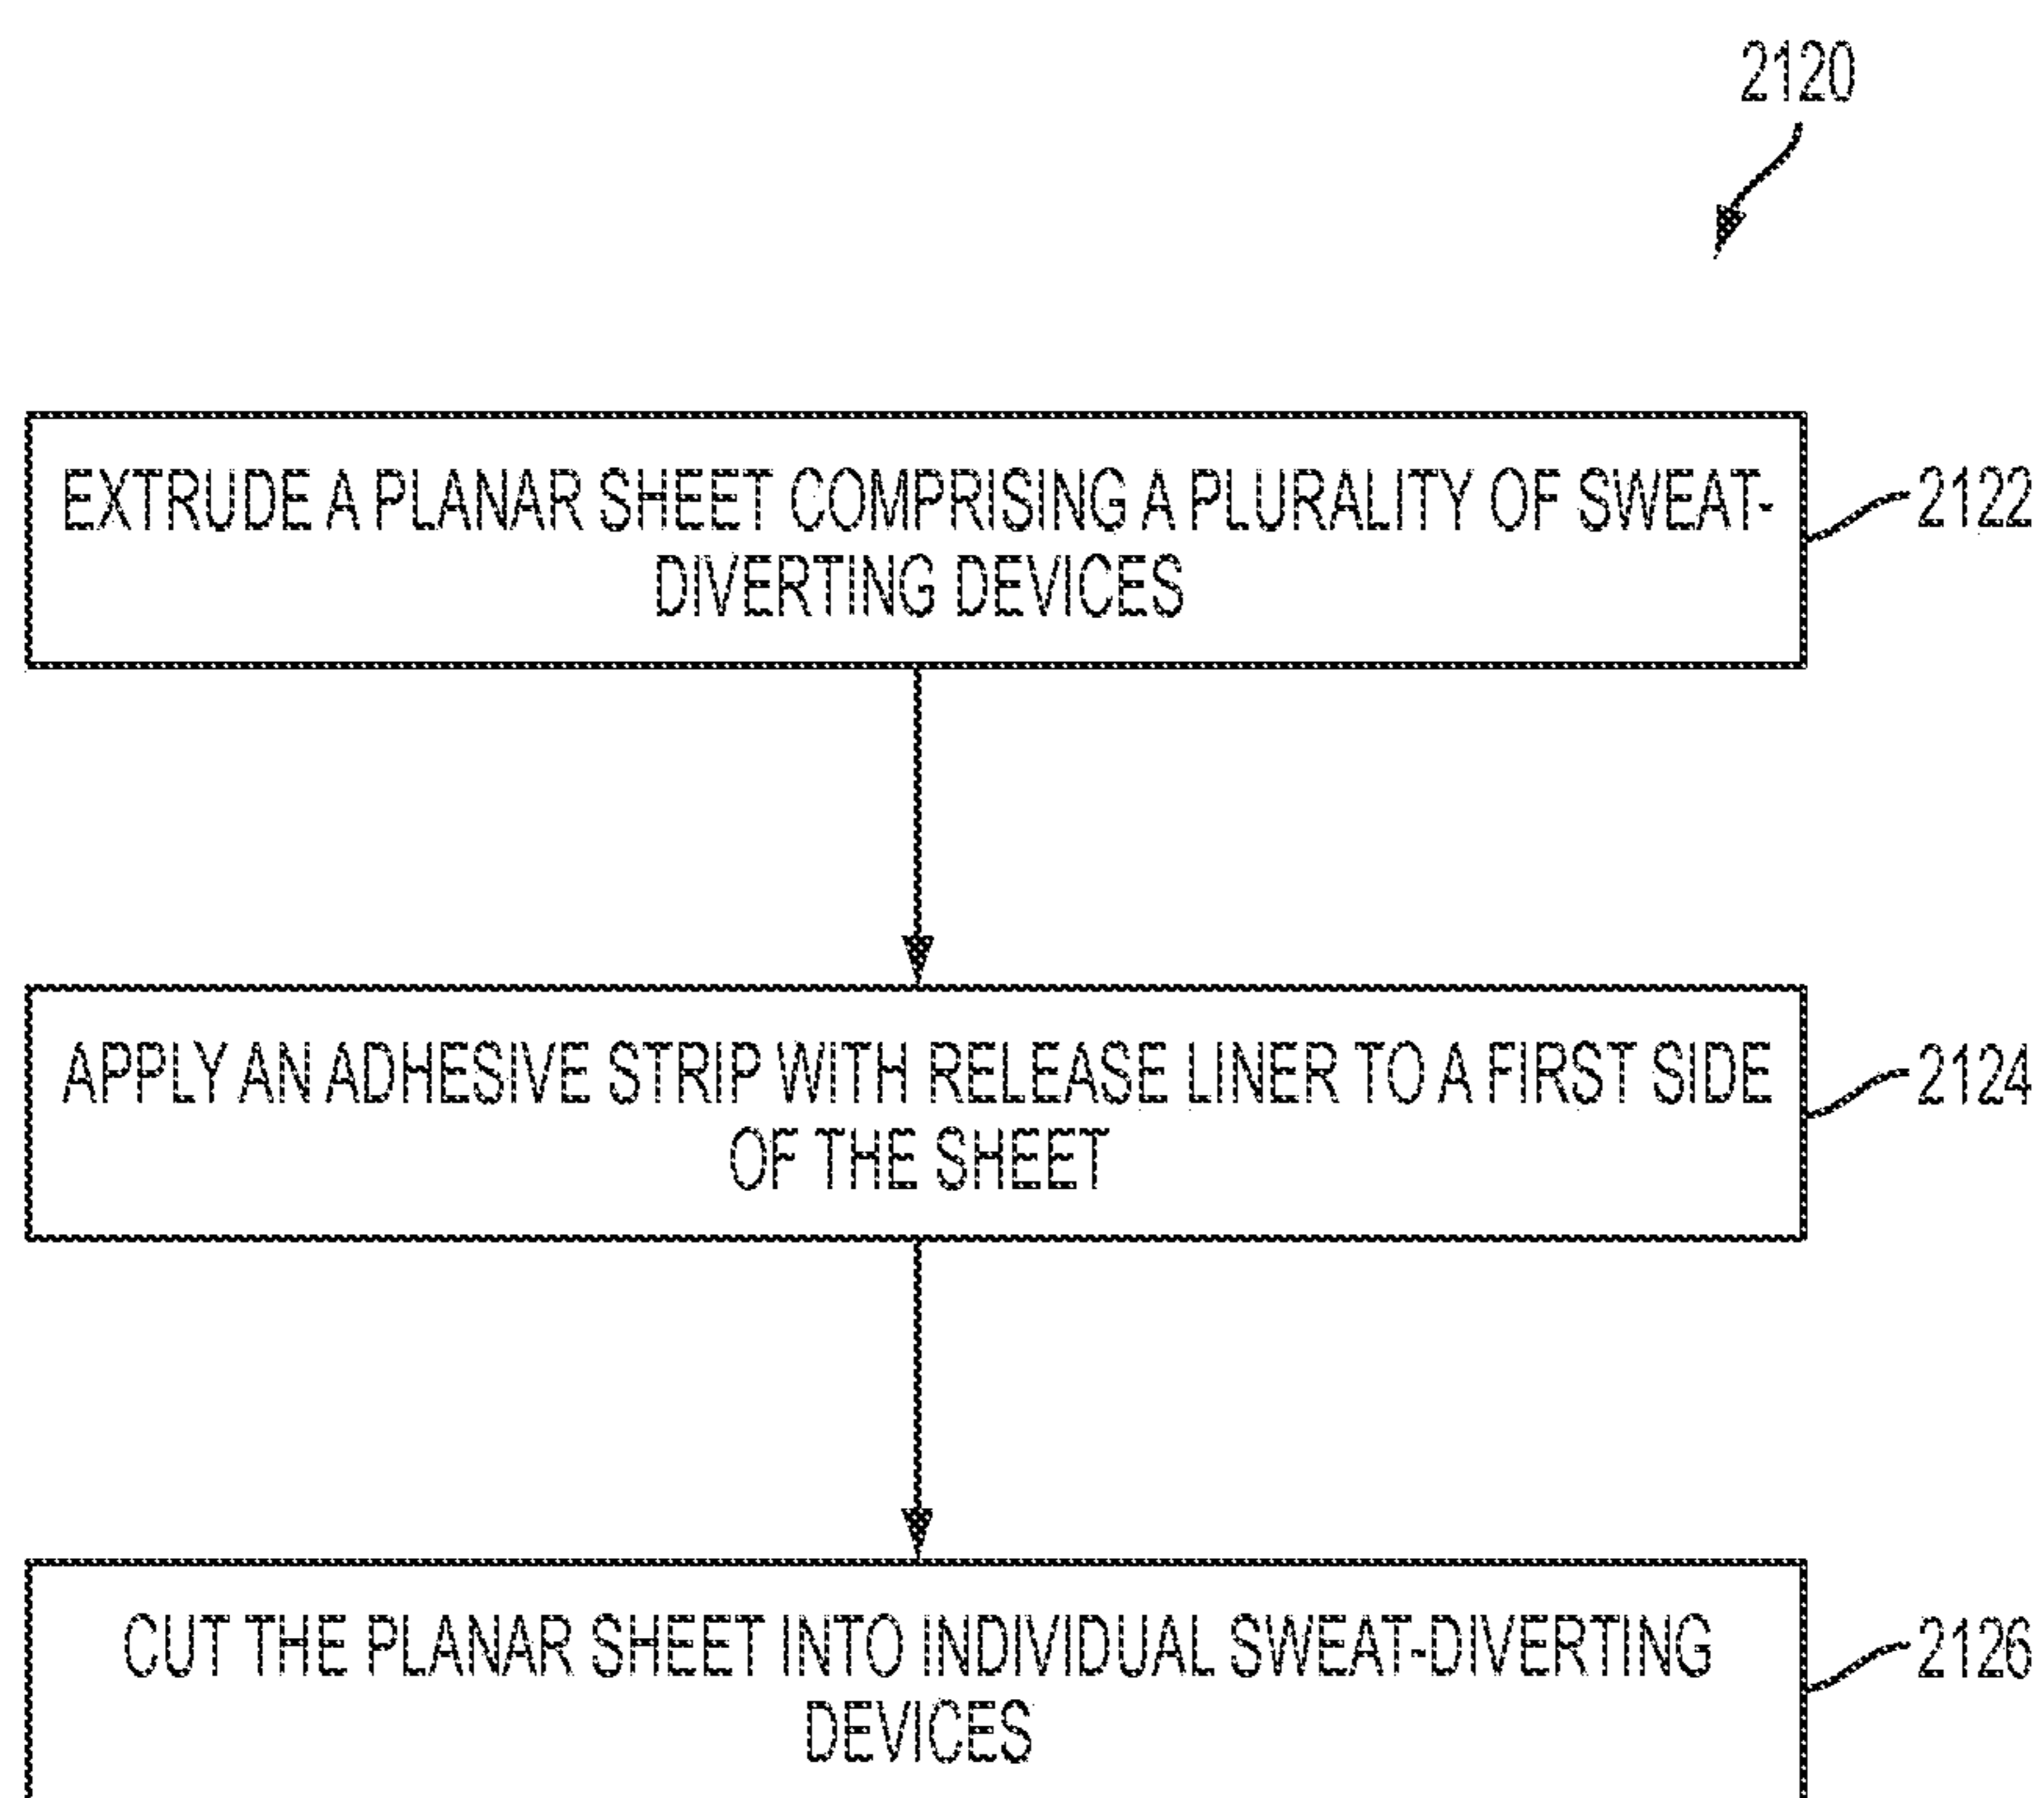 2120
EXTRUDE A PLANAR SHEET COMPRISING A PLURALITY OF SWEAT-
DIVERTING DEVICES
2122
APPLY AN ADHESIVE STRIP WITH RELEASE LINER TO A FIRST SIDE
OF THE SHEET
2124
CUT THE PLANAR SHEET INTO INDIVIDUAL SWEAT-DIVERTING
DEVICES
2126